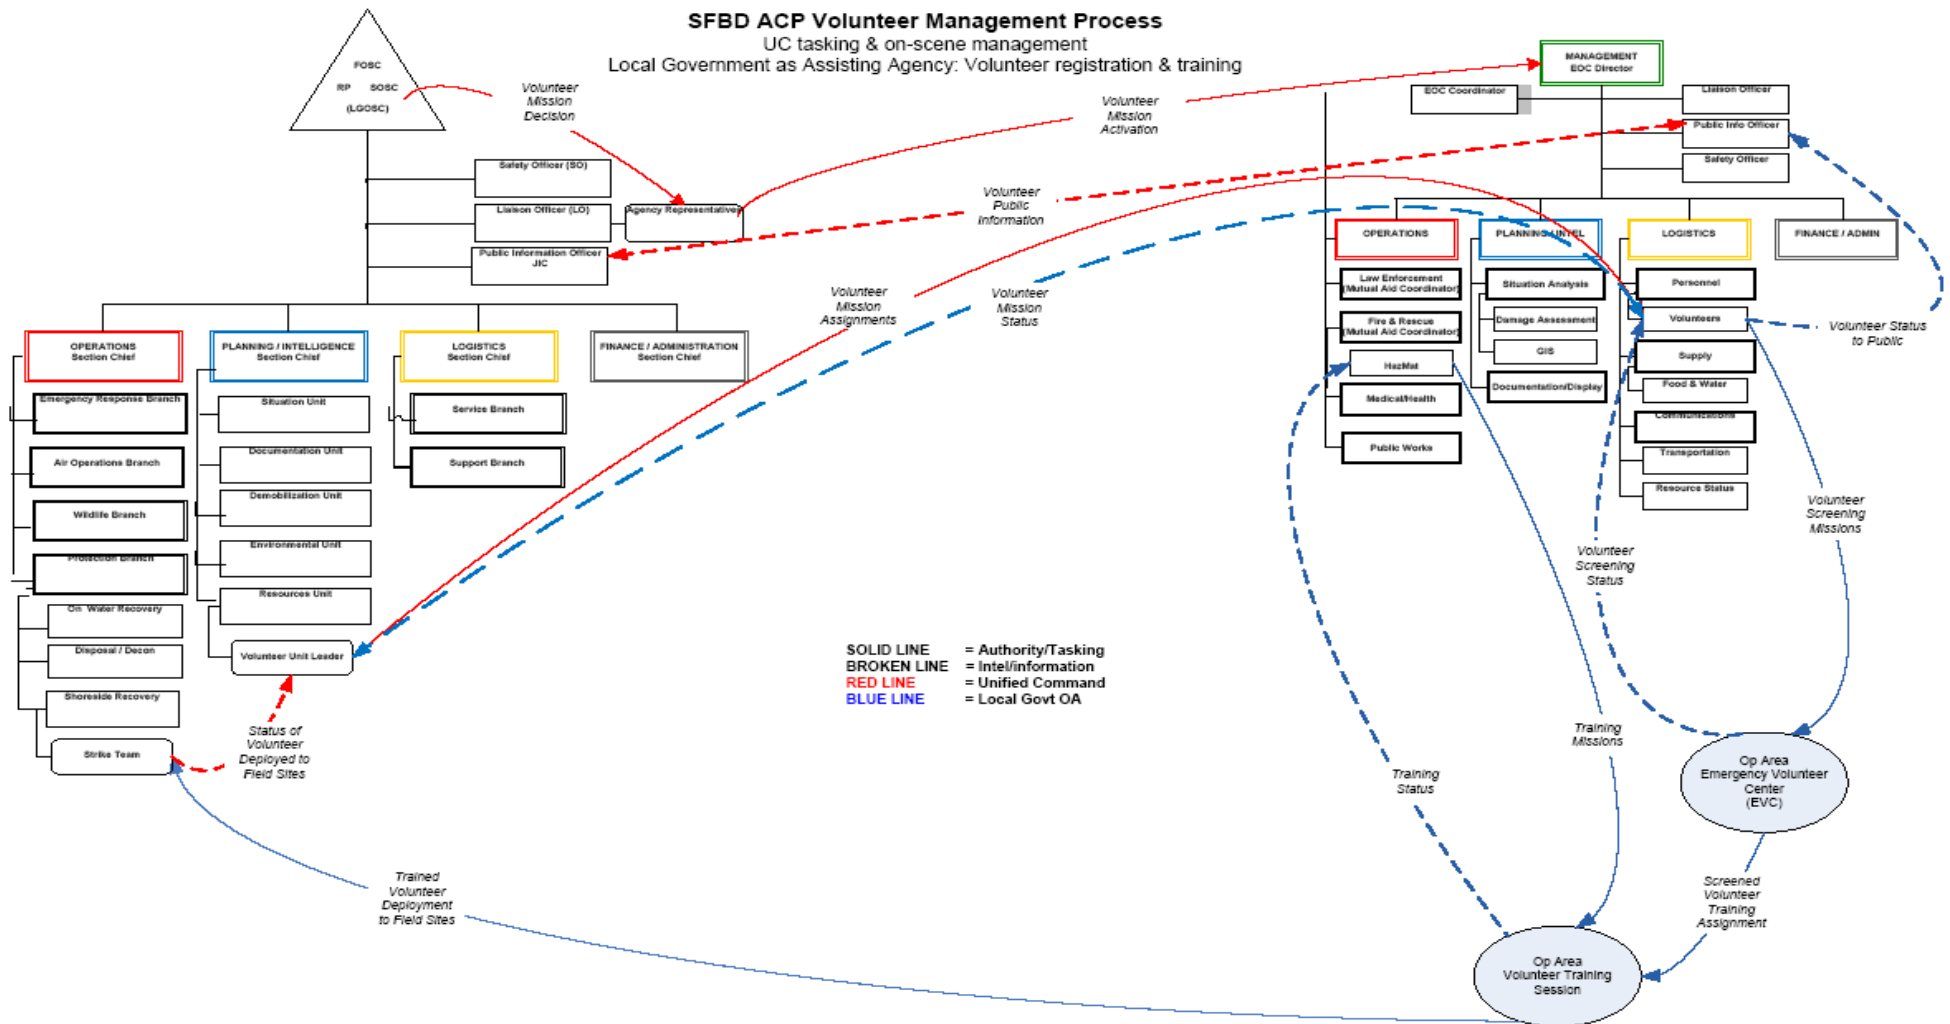 SFBD ACP Volunteer Management Process
UC tasking & on-scene management
Local Government as Assisting Agency: Volunteer registration & training
FOSC
RP SOSC
(LGOSC)
Volunteer
Mission
Decision
Safety Officer (SO)
Liaison Officer (LO)
Agency Representatives
Public Information Officer
JIC
Volunteer
Mission
Activation
Volunteer
Public
Information
Volunteer
Mission
Assignments
Volunteer
Mission
Status
OPERATIONS
Section Chief
PLANNING / INTELLIGENCE
Section Chief
LOGISTICS
Section Chief
FINANCE / ADMINISTRATION
Section Chief
Emergency Response Branch
Air Operations Branch
Wildlife Branch
Protection Branch
On Water Recovery
Disposal / Decon
Shoreside Recovery
Strike Team
Situation Unit
Documentation Unit
Demobilization Unit
Environmental Unit
Resources Unit
Volunteer Unit Leader
Service Branch
Support Branch
Status of
Volunteer
Deployed to
Field Sites
Trained
Volunteer
Deployment
to Field Sites
SOLID LINE = Authority/Tasking
BROKEN LINE = Intel/information
RED LINE = Unified Command
BLUE LINE = Local Govt OA
MANAGEMENT
EOC Director
EOC Coordinator
Liaison Officer
Public Info Officer
Safety Officer
OPERATIONS
PLANNING / INTEL
LOGISTICS
FINANCE / ADMIN
Law Enforcement
(Mutual Aid Coordinator)
Fire & Rescue
(Mutual Aid Coordinator)
HazMat
Medical/Health
Public Works
Situation Analysis
Damage Assessment
GIS
Documentation/Display
Personnel
Volunteers
Supply
Food & Water
Communications
Transportation
Resource Status
Volunteer Status
to Public
Volunteer
Screening
Missions
Volunteer
Screening
Status
Training
Missions
Training
Status
Op Area
Emergency Volunteer
Center
(EVC)
Screened
Volunteer
Training
Assignment
Op Area
Volunteer Training
Session